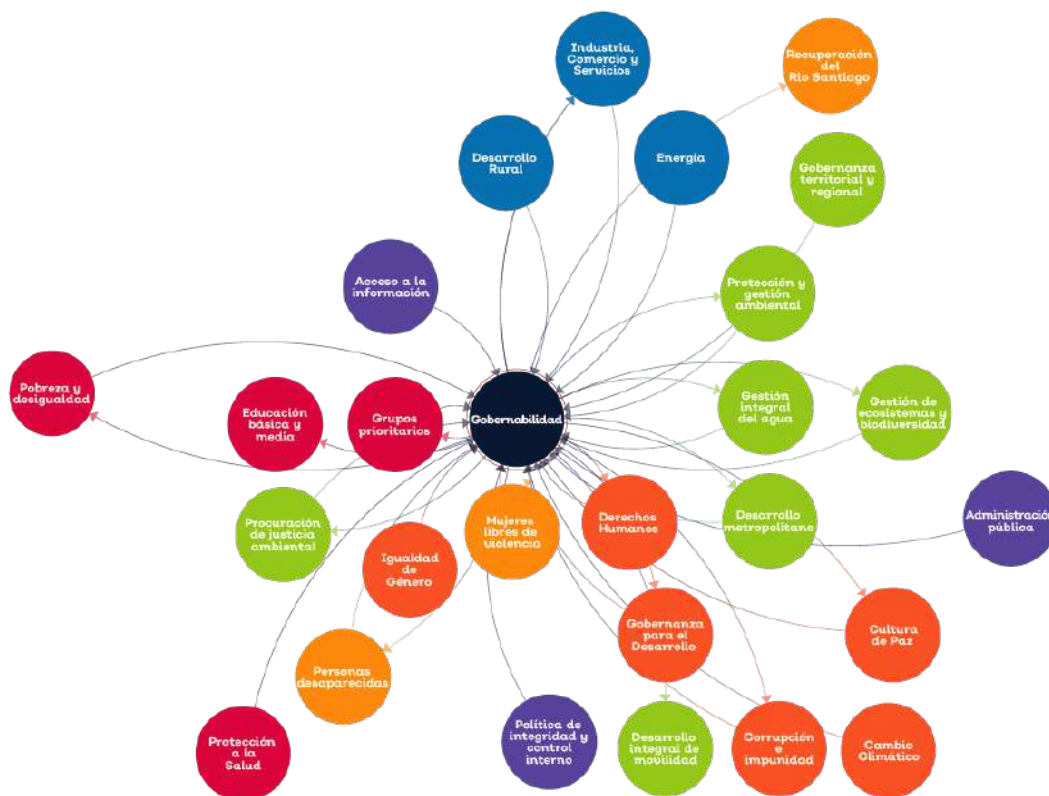 Industria,
Comercio y
Servicios
Recuperación
del
Río Santiago
Desarrollo
Rural
Energía
Gobernanza
territorial y
regional
Acceso a la
información
Protección y
gestión
ambiental
Pobreza y
desigualdad
Educación
básica y
media
Grupos
prioritarios
Gobernabilidad
Gestión
integral
del agua
Gestión de
ecosistemas y
biodiversidad
Procuración
de justicia
ambiental
Igualdad
de
Género
Mujeres
libres de
violencia
Derechos
Humanos
Desarrollo
metropolitano
Administración
pública
Gobernanza
para el
Desarrollo
Cultura
de Paz
Personas
desaparecidas
Protección
a la
Salud
Política de
integridad y
control
interno
Desarrollo
integral de
movilidad
Corrupción
e
impunidad
Cambio
Climático